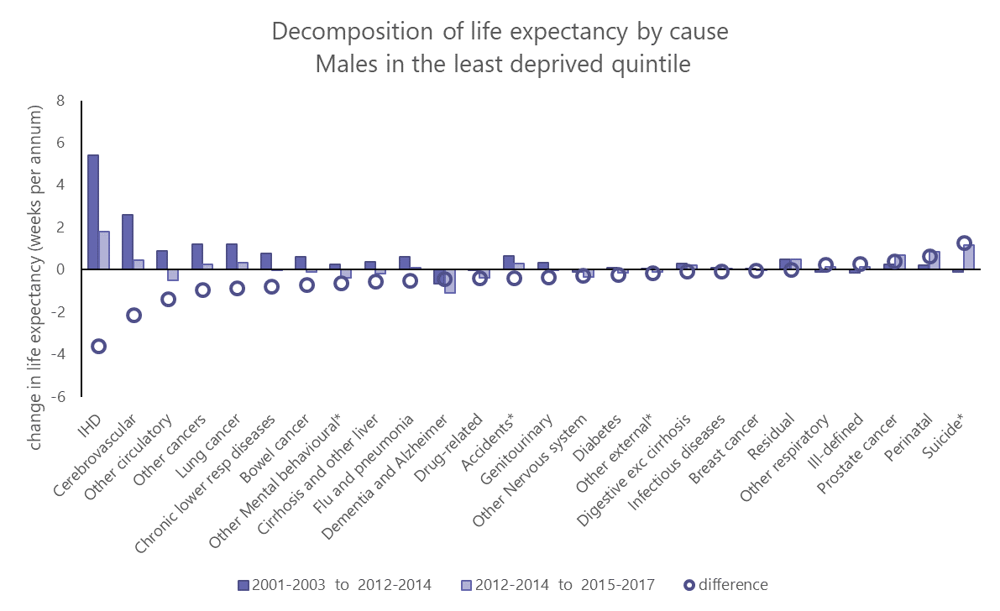 Decomposition of life expectancy by cause
Males in the least deprived quintile
change in life expectancy (weeks per annum)
8
6
4
2
0
-2
-4
-6
IHD
Cerebrovascular
Other circulatory
Other cancers
Lung cancer
Chronic lower resp diseases
Bowel cancer
Other Mental behavioural*
Cirrhosis and other liver
Flu and pneumonia
Dementia and Alzheimer
Drug-related
Accidents*
Genitourinary
Other Nervous system
Diabetes
Other external*
Digestive exc cirrhosis
Infectious diseases
Breast cancer
Residual
Other respiratory
Ill-defined
Prostate cancer
Perinatal
Suicide*
2001-2003 to 2012-2014
2012-2014 to 2015-2017
difference